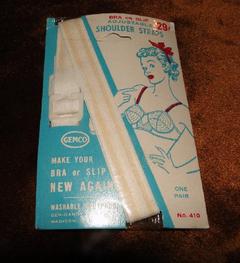 BRA or SLIP
ADJUSTABLE
29¢
SHOULDER STRAPS
GEMCO
MAKE YOUR
BRA or SLIP
NEW AGAIN
WASHABLE
ONE
PAIR
No. 410